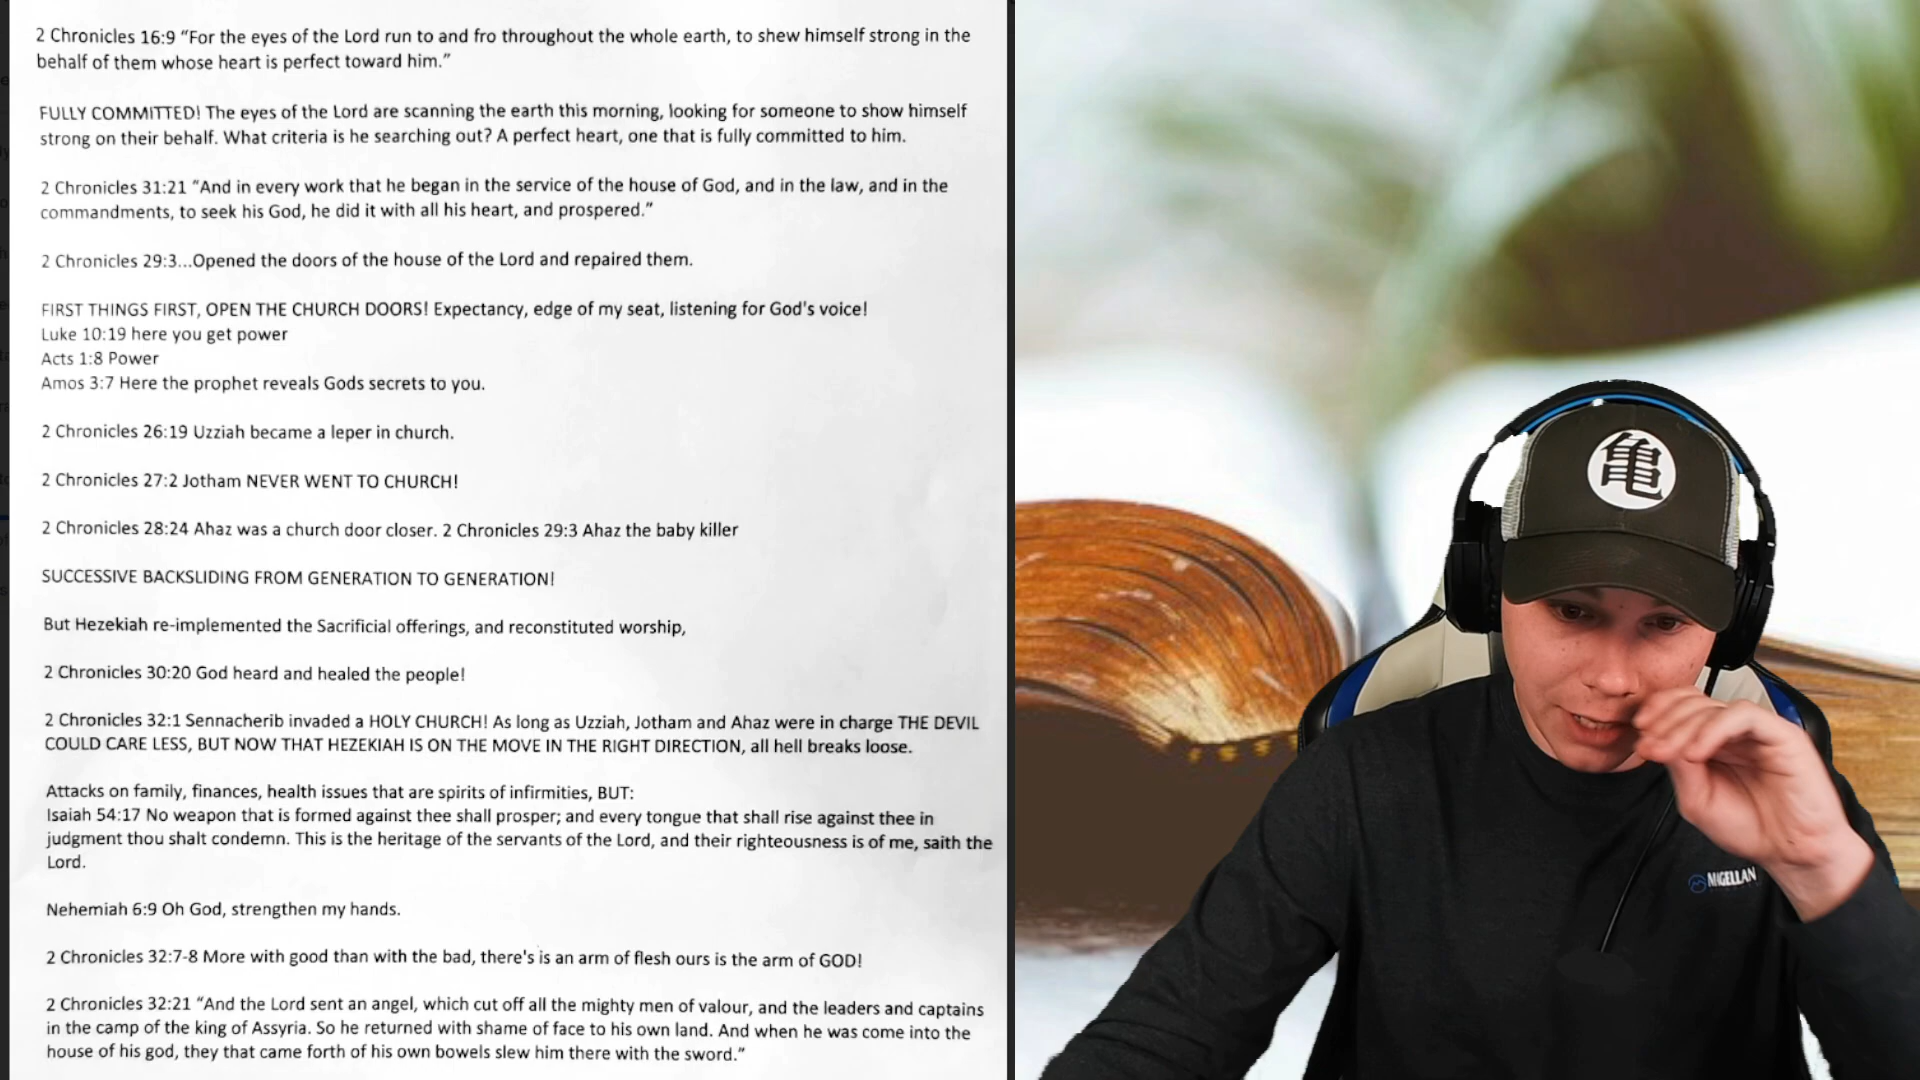 2 Chronicles 16:9 “For the eyes of the Lord run to and fro throughout the whole earth, to shew himself strong in the
behalf of them whose heart is perfect toward him.”
FULLY COMMITTED! The eyes of the Lord are scanning the earth this morning, looking for someone to show himself
strong on their behalf. What criteria is he searching out? A perfect heart, one that is fully committed to him.
2 Chronicles 31:21 “And in every work that he began in the service of the house of God, and in the law, and in the
commandments, to seek his God, he did it with all his heart, and prospered.”
2 Chronicles 29:3...Opened the doors of the house of the Lord and repaired them.
FIRST THINGS FIRST, OPEN THE CHURCH DOORS! Expectancy, edge of my seat, listening for God's voice!
Luke 10:19 here you get power
Acts 1:8 Power
Amos 3:7 Here the prophet reveals Gods secrets to you.
2 Chronicles 26:19 Uzziah became a leper in church.
2 Chronicles 27:2 Jotham NEVER WENT TO CHURCH!
2 Chronicles 28:24 Ahaz was a church door closer. 2 Chronicles 29:3 Ahaz the baby killer
SUCCESSIVE BACKSLIDING FROM GENERATION TO GENERATION!
But Hezekiah re-implemented the Sacrificial offerings, and reconstituted worship,
2 Chronicles 30:20 God heard and healed the people!
2 Chronicles 32:1 Sennacherib invaded a HOLY CHURCH! As long as Uzziah, Jotham and Ahaz were in charge THE DEVIL
COULD CARE LESS, BUT NOW THAT HEZEKIAH IS ON THE MOVE IN THE RIGHT DIRECTION, all hell breaks loose.
Attacks on family, finances, health issues that are spirits of infirmities, BUT:
Isaiah 54:17 No weapon that is formed against thee shall prosper; and every tongue that shall rise against thee in
judgment thou shalt condemn. This is the heritage of the servants of the Lord, and their righteousness is of me, saith the
Lord.
Nehemiah 6:9 Oh God, strengthen my hands.
2 Chronicles 32:7-8 More with good than with the bad, there's is an arm of flesh ours is the arm of GOD!
2 Chronicles 32:21 “And the Lord sent an angel, which cut off all the mighty men of valour, and the leaders and captains
in the camp of the king of Assyria. So he returned with shame of face to his own land. And when he was come into the
house of his god, they that came forth of his own bowels slew him there with the sword.”
亀
MAGELLAN